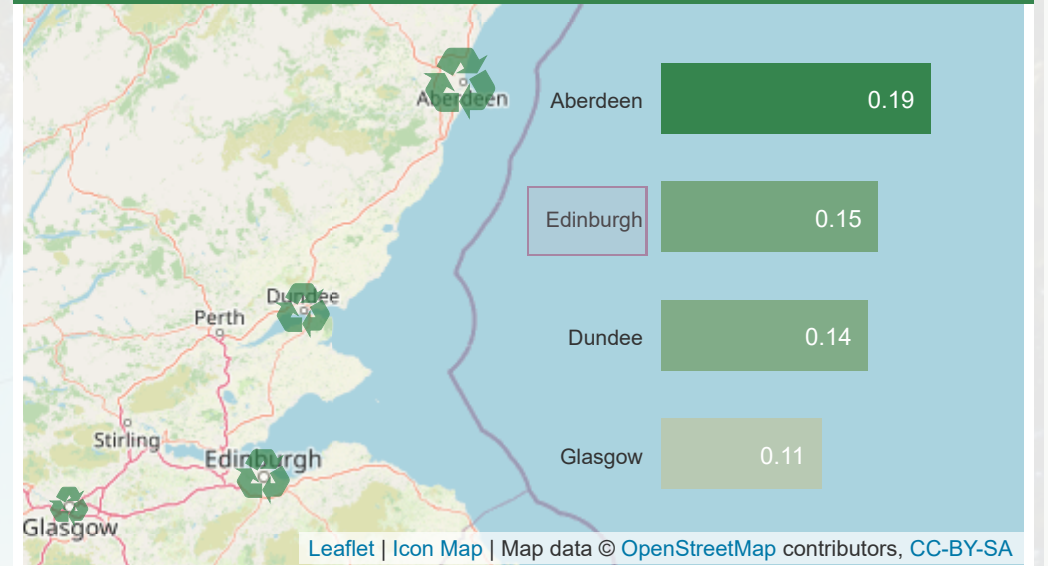 Aberdeen
Dundee
Perth
Stirling
Edinburgh
Glasgow
Aberdeen 0.19
Edinburgh 0.15
Dundee 0.14
Glasgow 0.11
Leaflet | Icon Map | Map data © OpenStreetMap contributors, CC-BY-SA